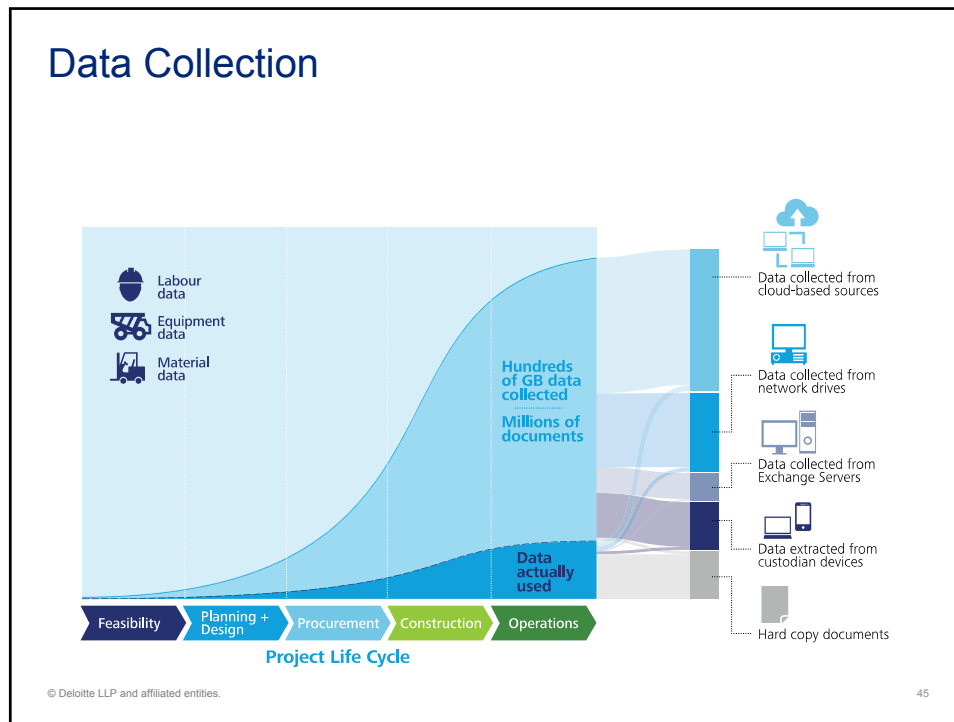 Data Collection
Labour
data
Equipment
data
Material
data
Hundreds
of GB data
collected
Millions of
documents
Data
actually
used
Feasibility
Planning +
Design
Procurement
Construction
Operations
Project Life Cycle
Data collected from
cloud-based sources
Data collected from
network drives
Data collected from
Exchange Servers
Data extracted from
custodian devices
Hard copy documents
© Deloitte LLP and affiliated entities.
45